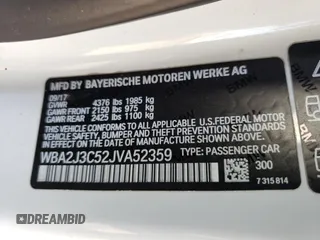 MFD BY BAYERISCHE MOTOREN WERKE AG
09/17
GVWR 4376 lbs 1985 kg
GAWR FRONT 2150 lbs 975 kg
GAWR REAR 2425 lbs 1100 kg
THIS VEHICLE CONFORMS TO ALL APPLICABLE U.S.FEDERAL MOTOR
VEHICLE SAFETY, BUMPER AND THEFT PREVENTION STANDARDS IN
EFFECT ON THE DATE OF MANUFACTURE SHOWN ABOVE.
WBA2J3C52JVA52359 TYPE: PASSENGER CAR
300
7 315 814
© DEALERSHIP